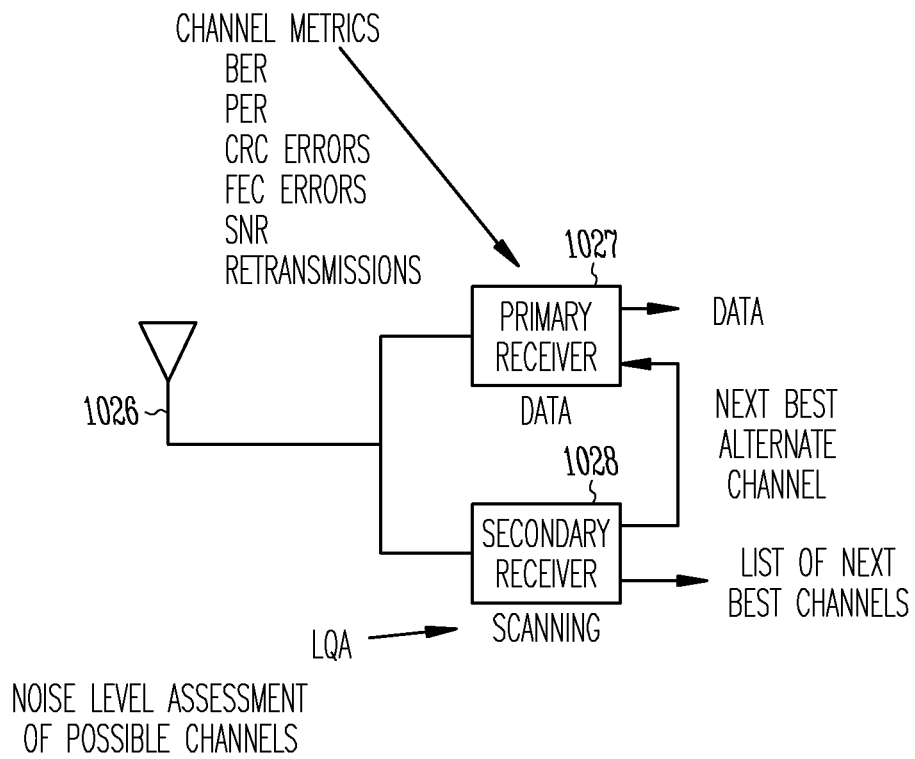 CHANNEL METRICS
BER
PER
CRC ERRORS
FEC ERRORS
SNR
RETRANSMISSIONS
1027
PRIMARY
RECEIVER
DATA
DATA
1026
NEXT BEST
ALTERNATE
CHANNEL
1028
SECONDARY
RECEIVER
SCANNING
LIST OF NEXT
BEST CHANNELS
LQA
NOISE LEVEL ASSESSMENT
OF POSSIBLE CHANNELS